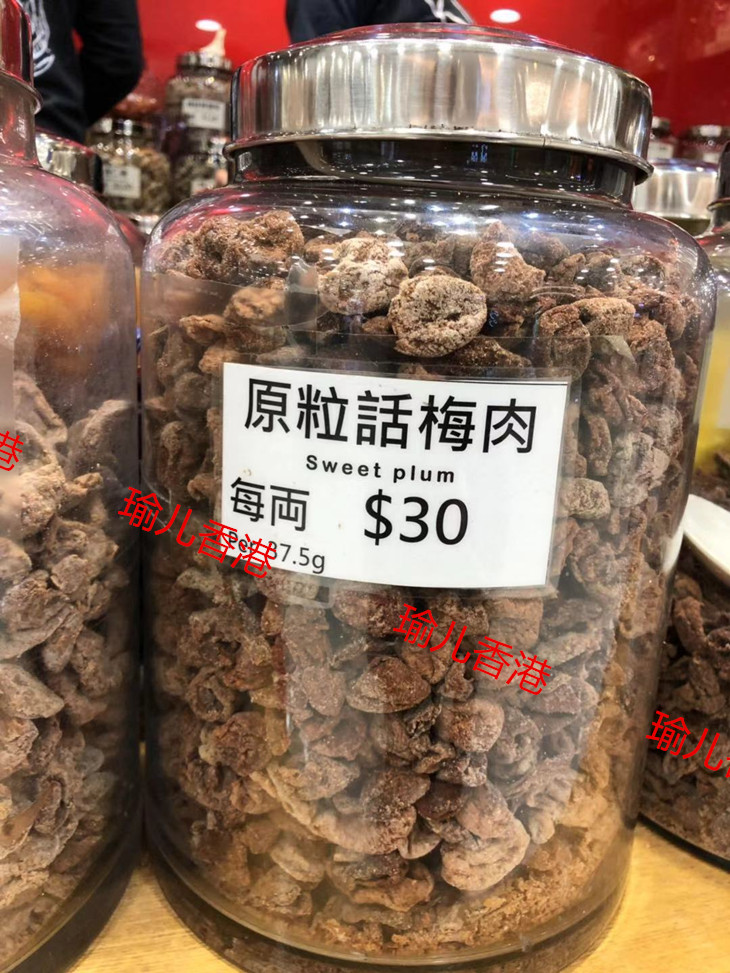 原粒話梅肉
Sweet plum
每両 $30
Per 37.5g
港
瑜儿香港
瑜儿香港
瑜儿